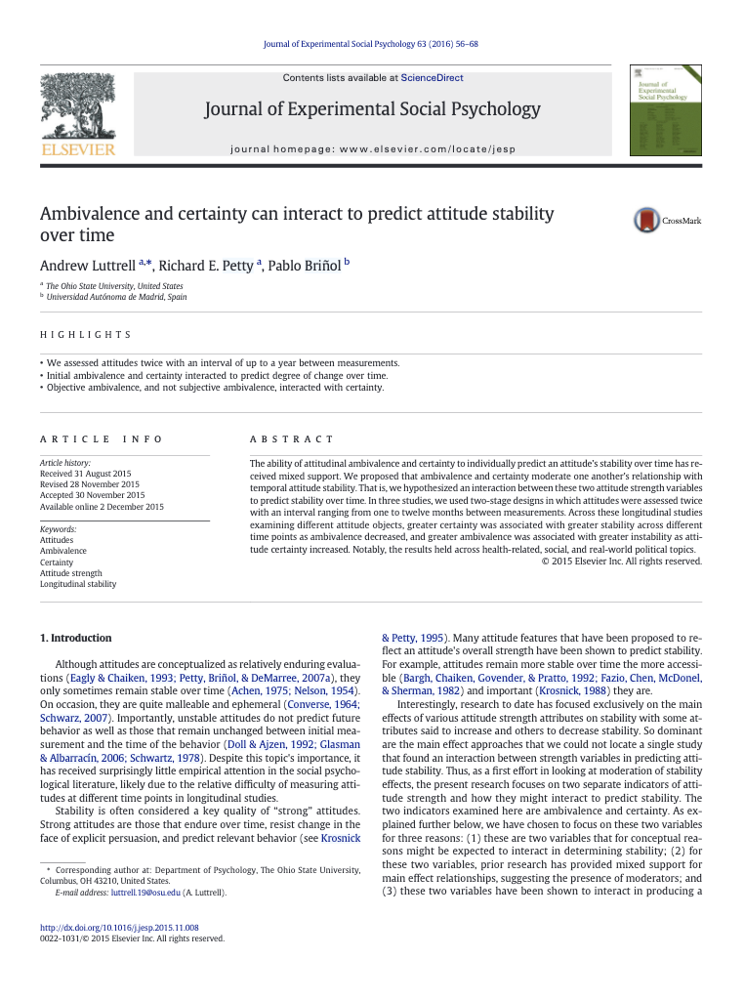 Journal of Experimental Social Psychology 63 (2016) 56–68
Contents lists available at ScienceDirect
Journal of Experimental Social Psychology
journal homepage: www.elsevier.com/locate/jesp
ELSEVIER
Journal of
Experimental
Social Psychology
Ambivalence and certainty can interact to predict attitude stability
over time
CrossMark
Andrew Luttrell a,*, Richard E. Petty a, Pablo Briñol b
a The Ohio State University, United States
b Universidad Autónoma de Madrid, Spain
HIGHLIGHTS
• We assessed attitudes twice with an interval of up to a year between measurements.
• Initial ambivalence and certainty interacted to predict degree of change over time.
• Objective ambivalence, and not subjective ambivalence, interacted with certainty.
ARTICLE INFO
Article history:
Received 31 August 2015
Revised 28 November 2015
Accepted 30 November 2015
Available online 2 December 2015
Keywords:
Attitudes
Ambivalence
Certainty
Attitude strength
Longitudinal stability
ABSTRACT
The ability of attitudinal ambivalence and certainty to individually predict an attitude's stability over time has re-
ceived mixed support. We proposed that ambivalence and certainty moderate one another's relationship with
temporal attitude stability. That is, we hypothesized an interaction between these two attitude strength variables
to predict stability over time. In three studies, we used two-stage designs in which attitudes were assessed twice
with an interval ranging from one to twelve months between measurements. Across these longitudinal studies
examining different attitude objects, greater certainty was associated with greater stability across different
time points as ambivalence decreased, and greater ambivalence was associated with greater instability as atti-
tude certainty increased. Notably, the results held across health-related, social, and real-world political topics.
© 2015 Elsevier Inc. All rights reserved.
1. Introduction
Although attitudes are conceptualized as relatively enduring evalua-
tions (Eagly & Chaiken, 1993; Petty, Briñol, & DeMarree, 2007a), they
only sometimes remain stable over time (Achen, 1975; Nelson, 1954).
On occasion, they are quite malleable and ephemeral (Converse, 1964;
Schwarz, 2007). Importantly, unstable attitudes do not predict future
behavior as well as those that remain unchanged between initial mea-
surement and the time of the behavior (Doll & Ajzen, 1992; Glasman
& Albarracín, 2006; Schwartz, 1978). Despite this topic's importance, it
has received surprisingly little empirical attention in the social psycho-
logical literature, likely due to the relative difficulty of measuring atti-
tudes at different time points in longitudinal studies.
Stability is often considered a key quality of “strong” attitudes.
Strong attitudes are those that endure over time, resist change in the
face of explicit persuasion, and predict relevant behavior (see Krosnick
& Petty, 1995). Many attitude features that have been proposed to re-
flect an attitude's overall strength have been shown to predict stability.
For example, attitudes remain more stable over time the more accessi-
ble (Bargh, Chaiken, Govender, & Pratto, 1992; Fazio, Chen, McDonel,
& Sherman, 1982) and important (Krosnick, 1988) they are.
Interestingly, research to date has focused exclusively on the main
effects of various attitude strength attributes on stability with some at-
tributes said to increase and others to decrease stability. So dominant
are the main effect approaches that we could not locate a single study
that found an interaction between strength variables in predicting atti-
tude stability. Thus, as a first effort in looking at moderation of stability
effects, the present research focuses on two separate indicators of atti-
tude strength and how they might interact to predict stability. The
two indicators examined here are ambivalence and certainty. As ex-
plained further below, we have chosen to focus on these two variables
for three reasons: (1) these are two variables that for conceptual rea-
sons might be expected to interact in determining stability; (2) for
these two variables, prior research has provided mixed support for
main effect relationships, suggesting the presence of moderators; and
(3) these two variables have been shown to interact in producing a
* Corresponding author at: Department of Psychology, The Ohio State University,
Columbus, OH 43210, United States.
E-mail address: luttrell.19@osu.edu (A. Luttrell).
http://dx.doi.org/10.1016/j.jesp.2015.11.008
0022-1031/© 2015 Elsevier Inc. All rights reserved.